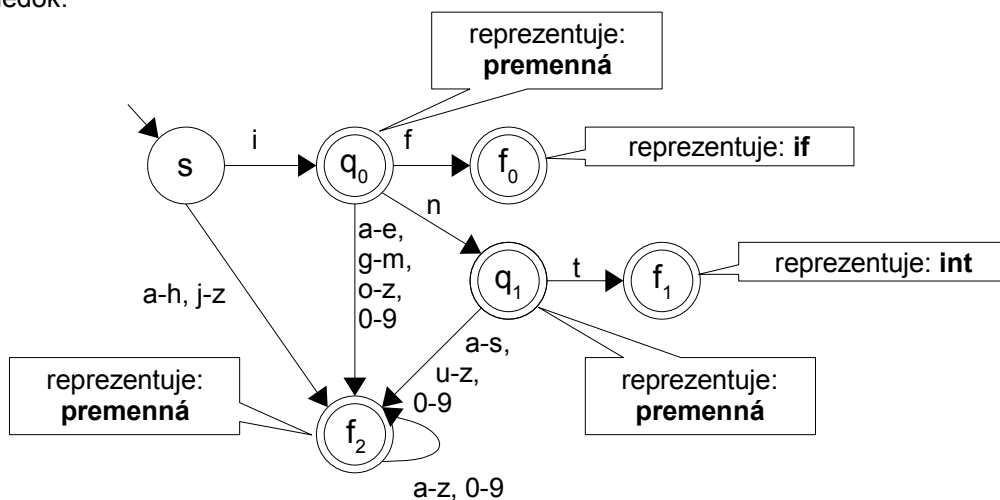 reprezentuje:
premenná
s
i
q0
f
f0
reprezentuje: if
n
a-e,
g-m,
o-z,
0-9
q1
t
f1
reprezentuje: int
a-h, j-z
a-s,
u-z,
0-9
reprezentuje:
premenná
reprezentuje:
premenná
f2
a-z, 0-9